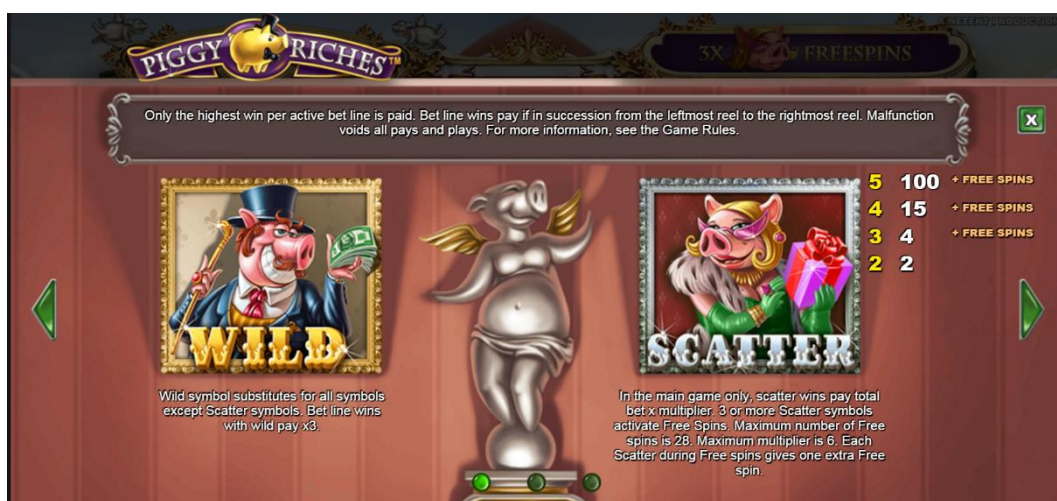 A NETENT PRODUCTION
PIGGY RICHES™
3X FREESPINS
Only the highest win per active bet line is paid. Bet line wins pay if in succession from the leftmost reel to the rightmost reel. Malfunction
voids all pays and plays. For more information, see the Game Rules.
X
WILD
Wild symbol substitutes for all symbols
except Scatter symbols. Bet line wins
with wild pay x3.
SCATTER
5 100 + FREE SPINS
4 15 + FREE SPINS
3 4 + FREE SPINS
2 2
In the main game only, scatter wins pay total
bet x multiplier. 3 or more Scatter symbols
activate Free Spins. Maximum number of Free
spins is 28. Maximum multiplier is 6. Each
Scatter during Free spins gives one extra Free
spin.